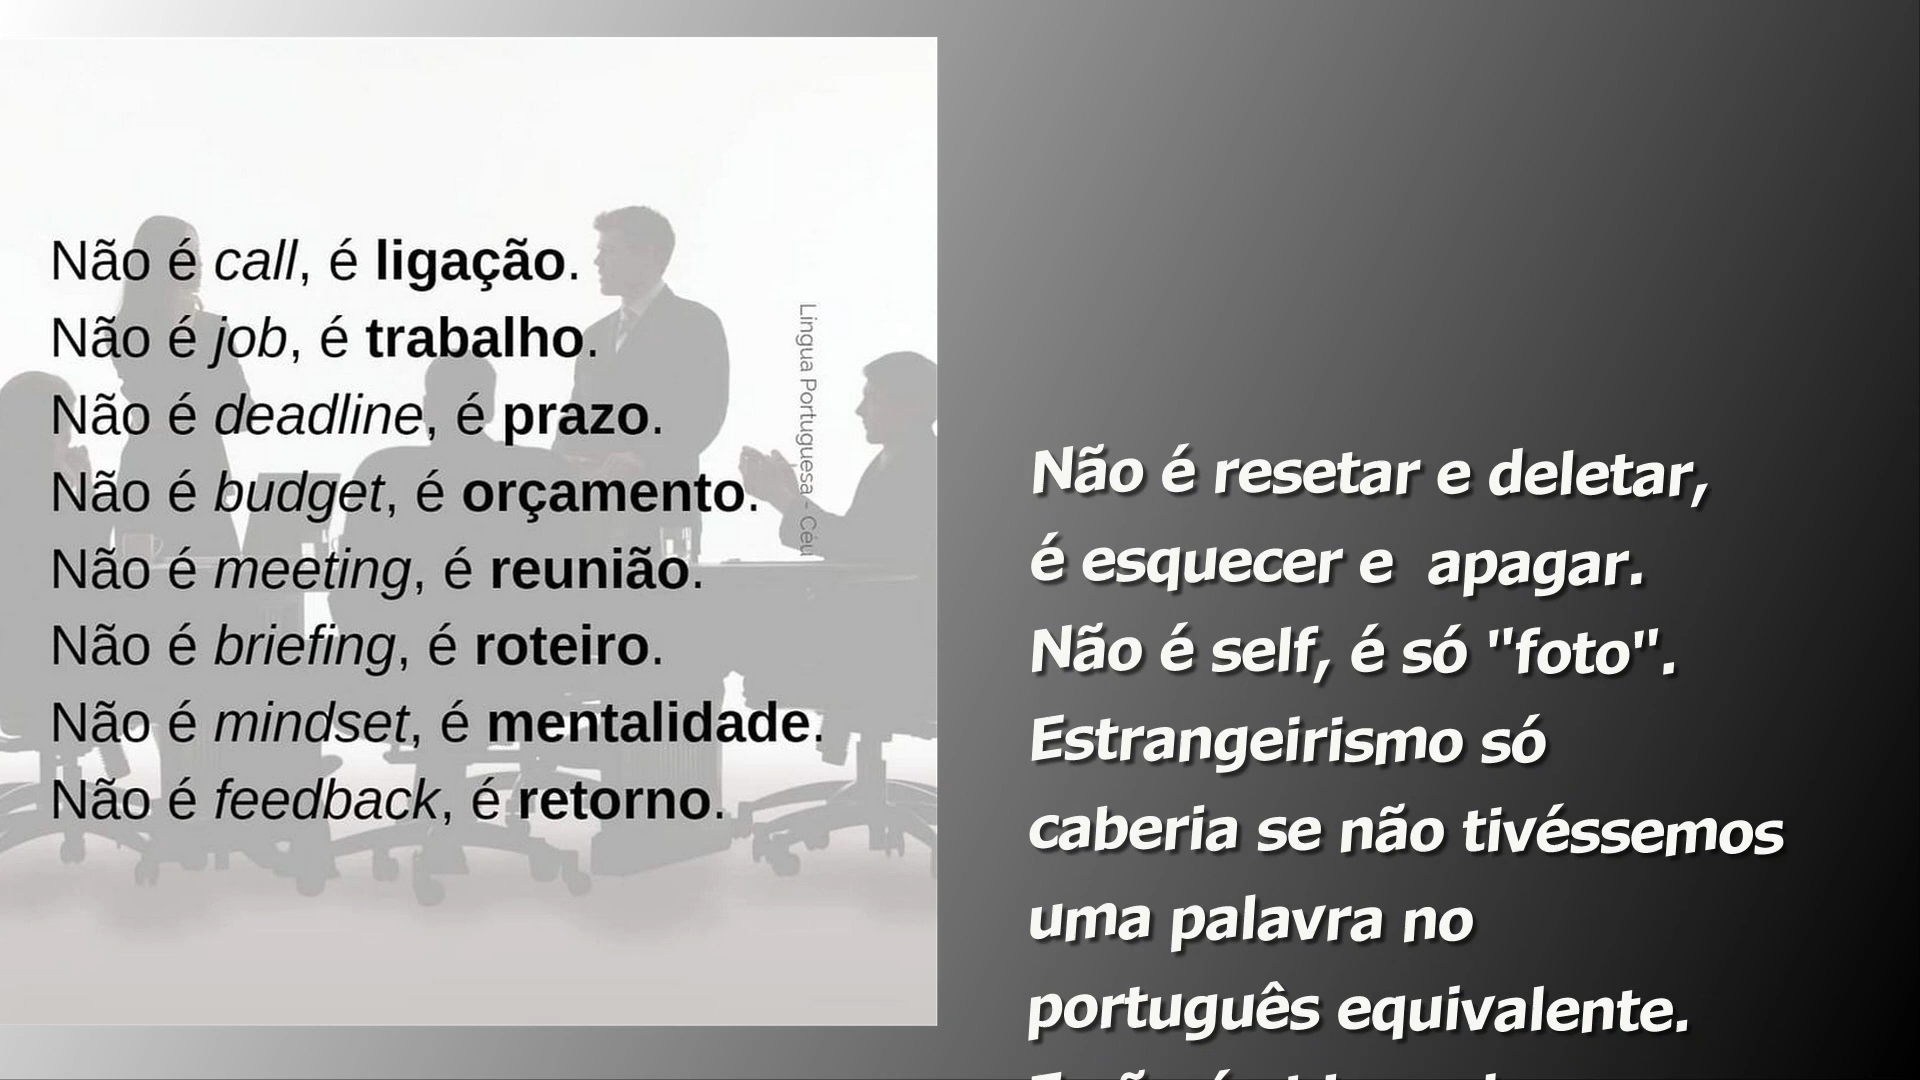 Não é call, é ligação.
Não é job, é trabalho.
Não é deadline, é prazo.
Não é budget, é orçamento.
Não é meeting, é reunião.
Não é briefing, é roteiro.
Não é mindset, é mentalidade.
Não é feedback, é retorno.
Língua Portuguesa - Céu
Não é resetar e deletar,
é esquecer e apagar.
Não é self, é só "foto".
Estrangeirismo só
caberia se não tivéssemos
uma palavra no
português equivalente.